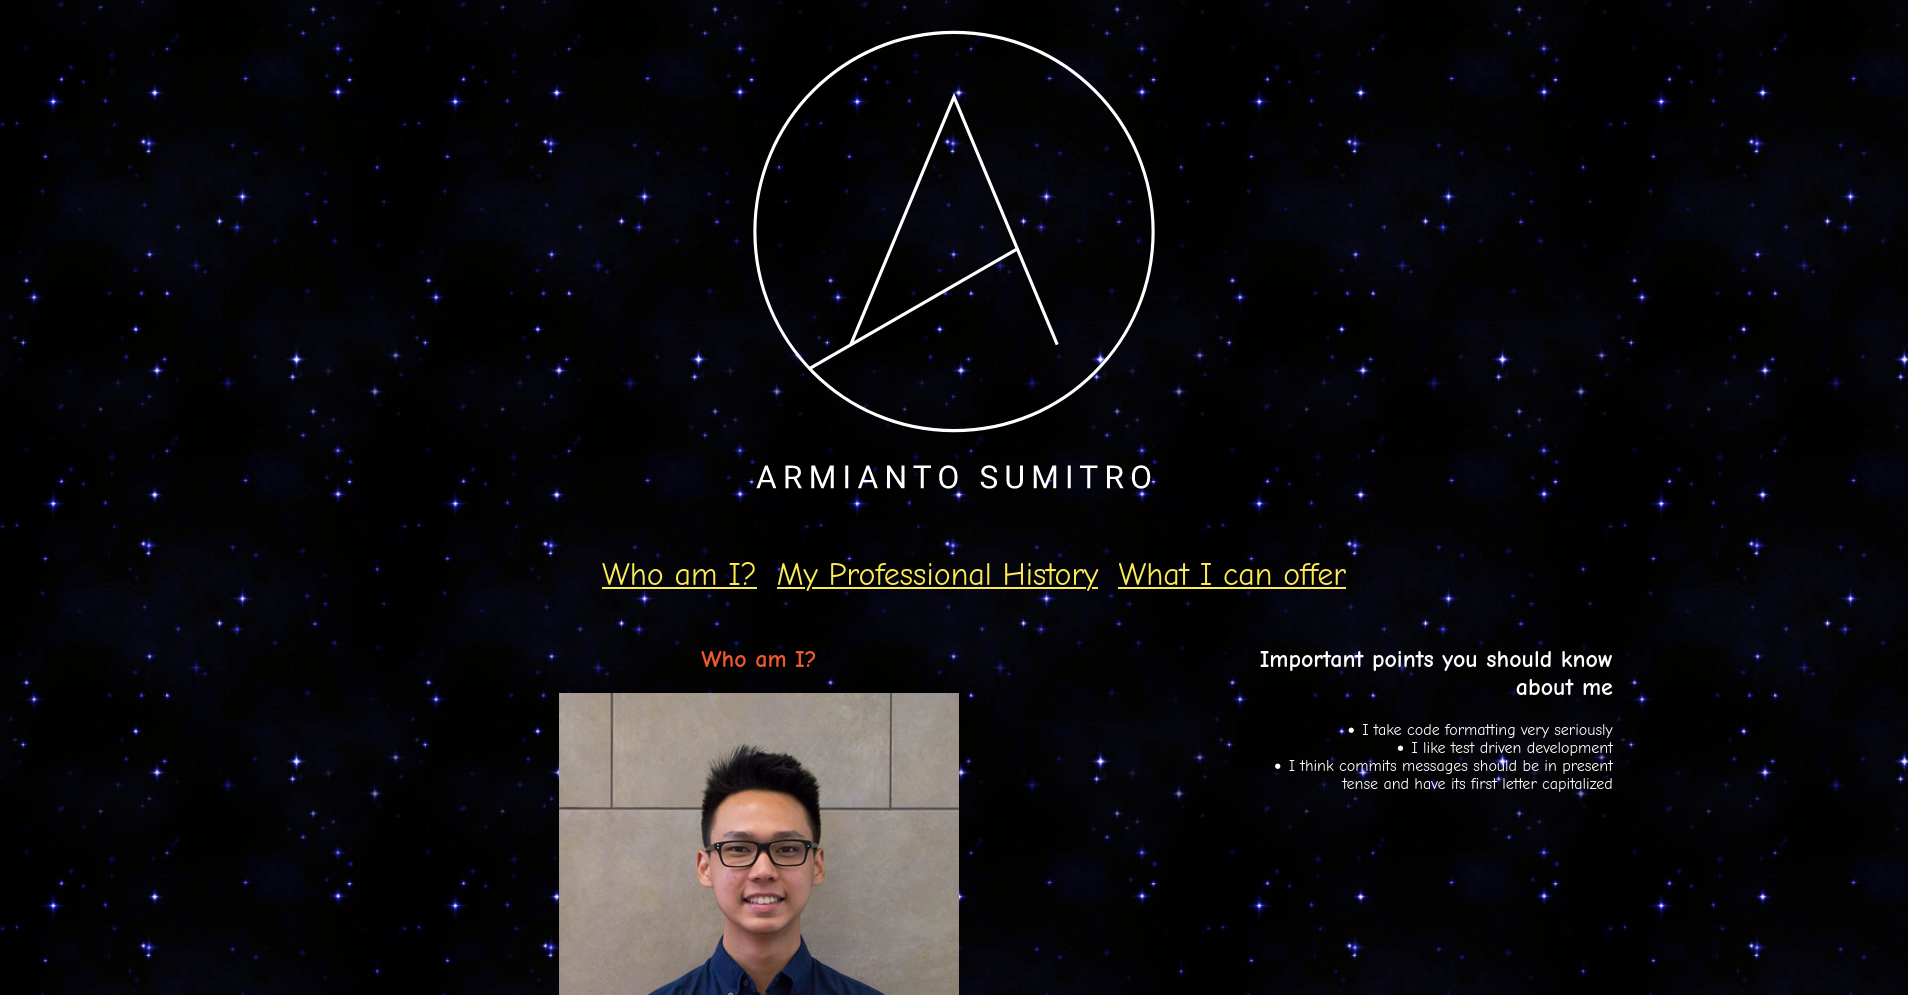 ARMIANTO SUMITRO
Who am I? My Professional History What I can offer
Who am I?
Important points you should know
about me
• I take code formatting very seriously
• I like test driven development
• I think commits messages should be in present
tense and have its first letter capitalized